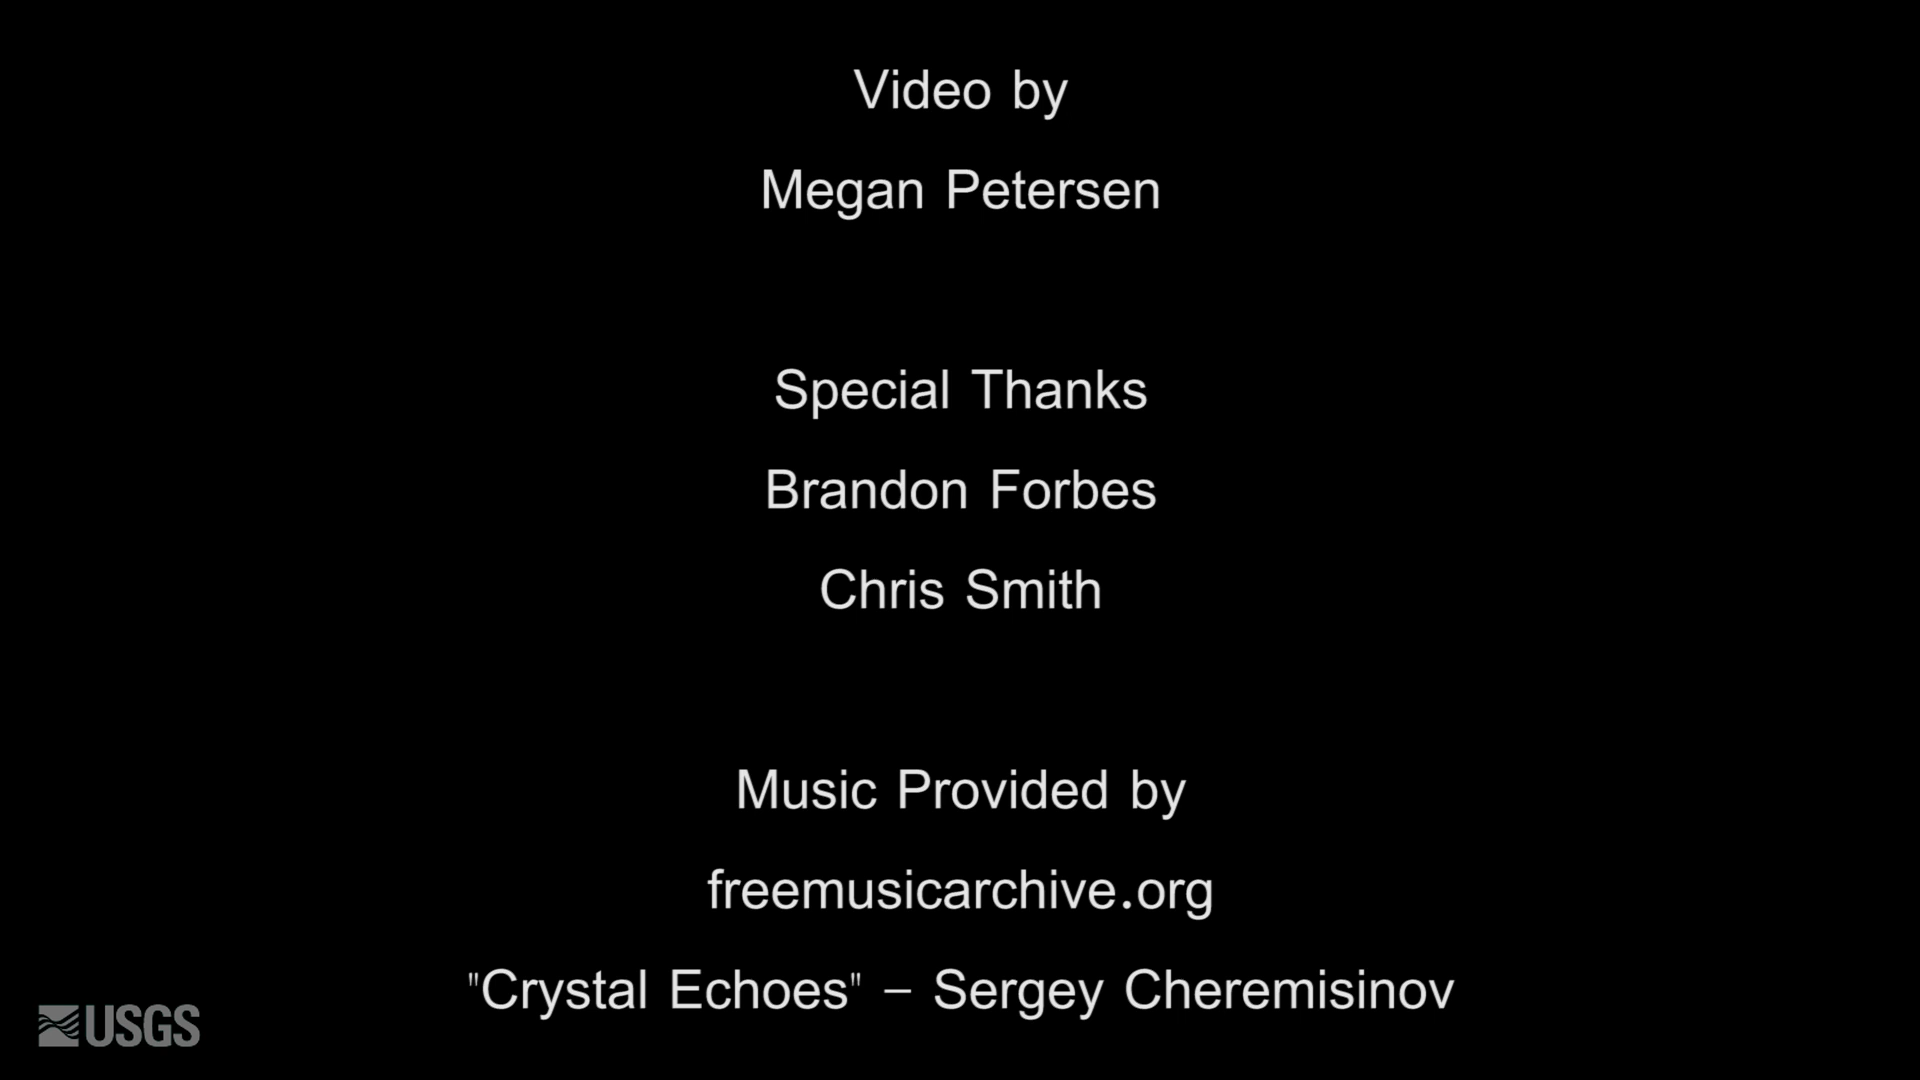 Video by
Megan Petersen
Special Thanks
Brandon Forbes
Chris Smith
Music Provided by
freemusicarchive.org
"Crystal Echoes" – Sergey Cheremisinov
USGS